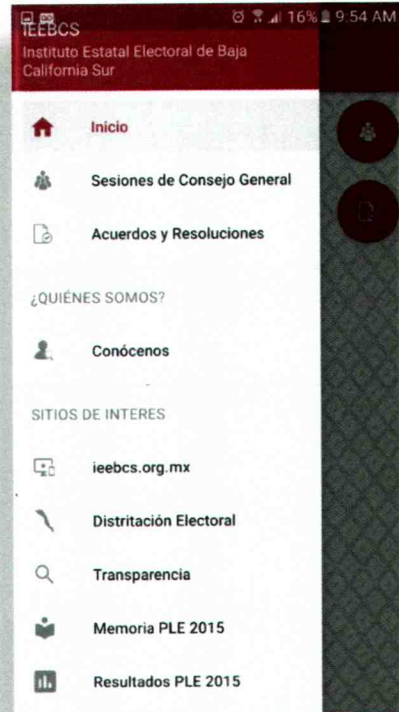 16% 9:54 AM
IEEBCS
Instituto Estatal Electoral de Baja
California Sur
Inicio
Sesiones de Consejo General
Acuerdos y Resoluciones
¿QUIÉNES SOMOS?
Conócenos
SITIOS DE INTERES
ieebcs.org.mx
Distritación Electoral
Transparencia
Memoria PLE 2015
Resultados PLE 2015